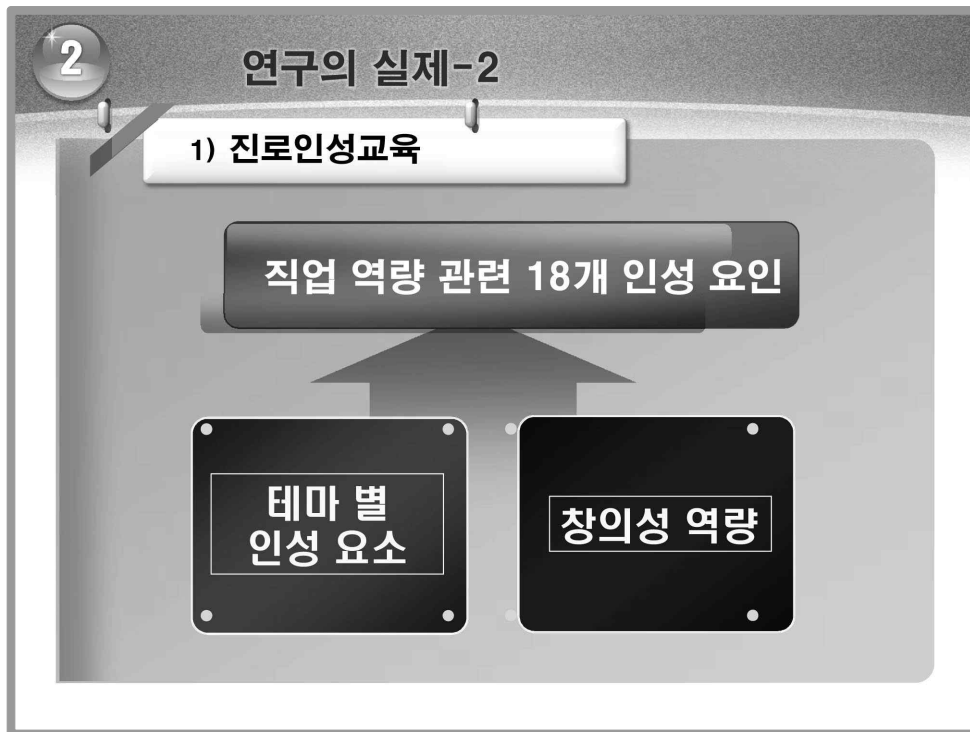 2
연구의 실제-2
1) 진로인성교육
직업 역량 관련 18개 인성 요인
테마 별
인성 요소
창의성 역량